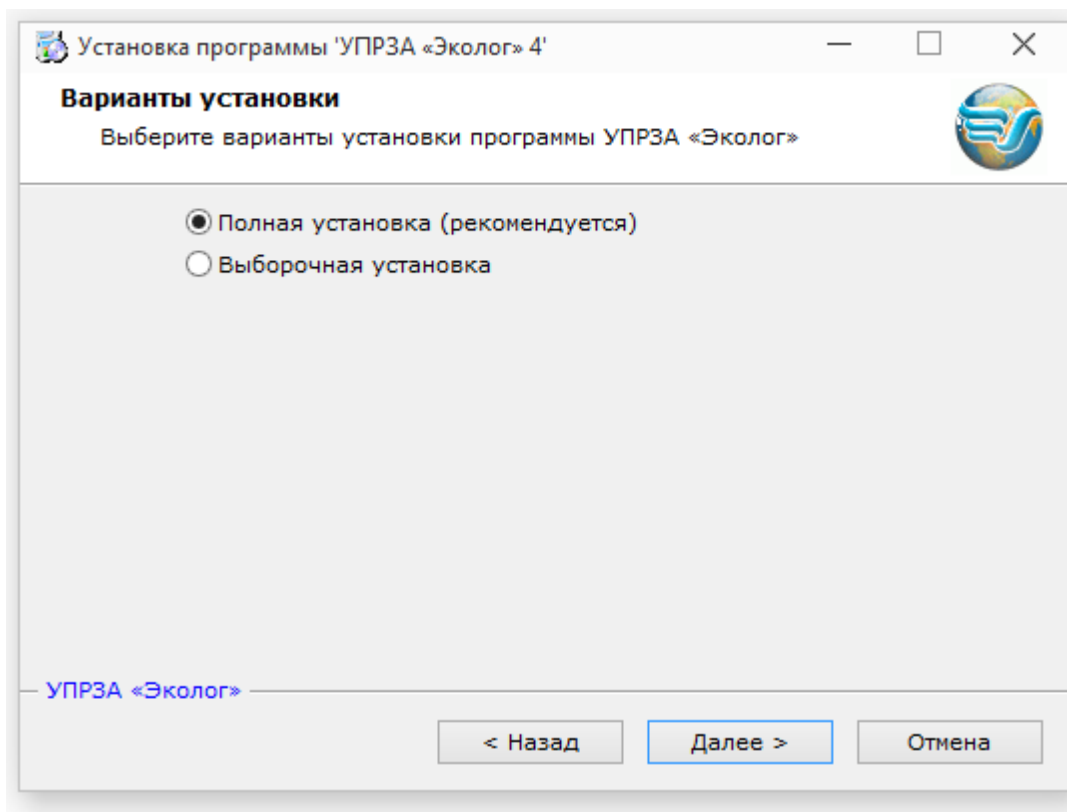 Установка программы 'УПРЗА «Эколог» 4'
Варианты установки
Выберите варианты установки программы УПРЗА «Эколог»
Полная установка (рекомендуется)
Выборочная установка
УПРЗА «Эколог»
< Назад
Далее >
Отмена